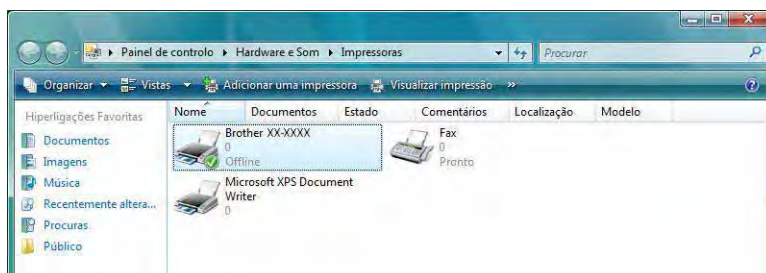 Painel de controlo Hardware e Som Impressoras Procurar
Organizar Vistas Adicionar uma impressora Visualizar impressão »
Hiperligações Favoritas
Documentos
Imagens
Música
Recentemente altera...
Procuras
Público
Nome Documentos Estado Comentários Localização Modelo
Brother XX-XXXX
0
Offline
Fax
0
Pronto
Microsoft XPS Document
Writer
0